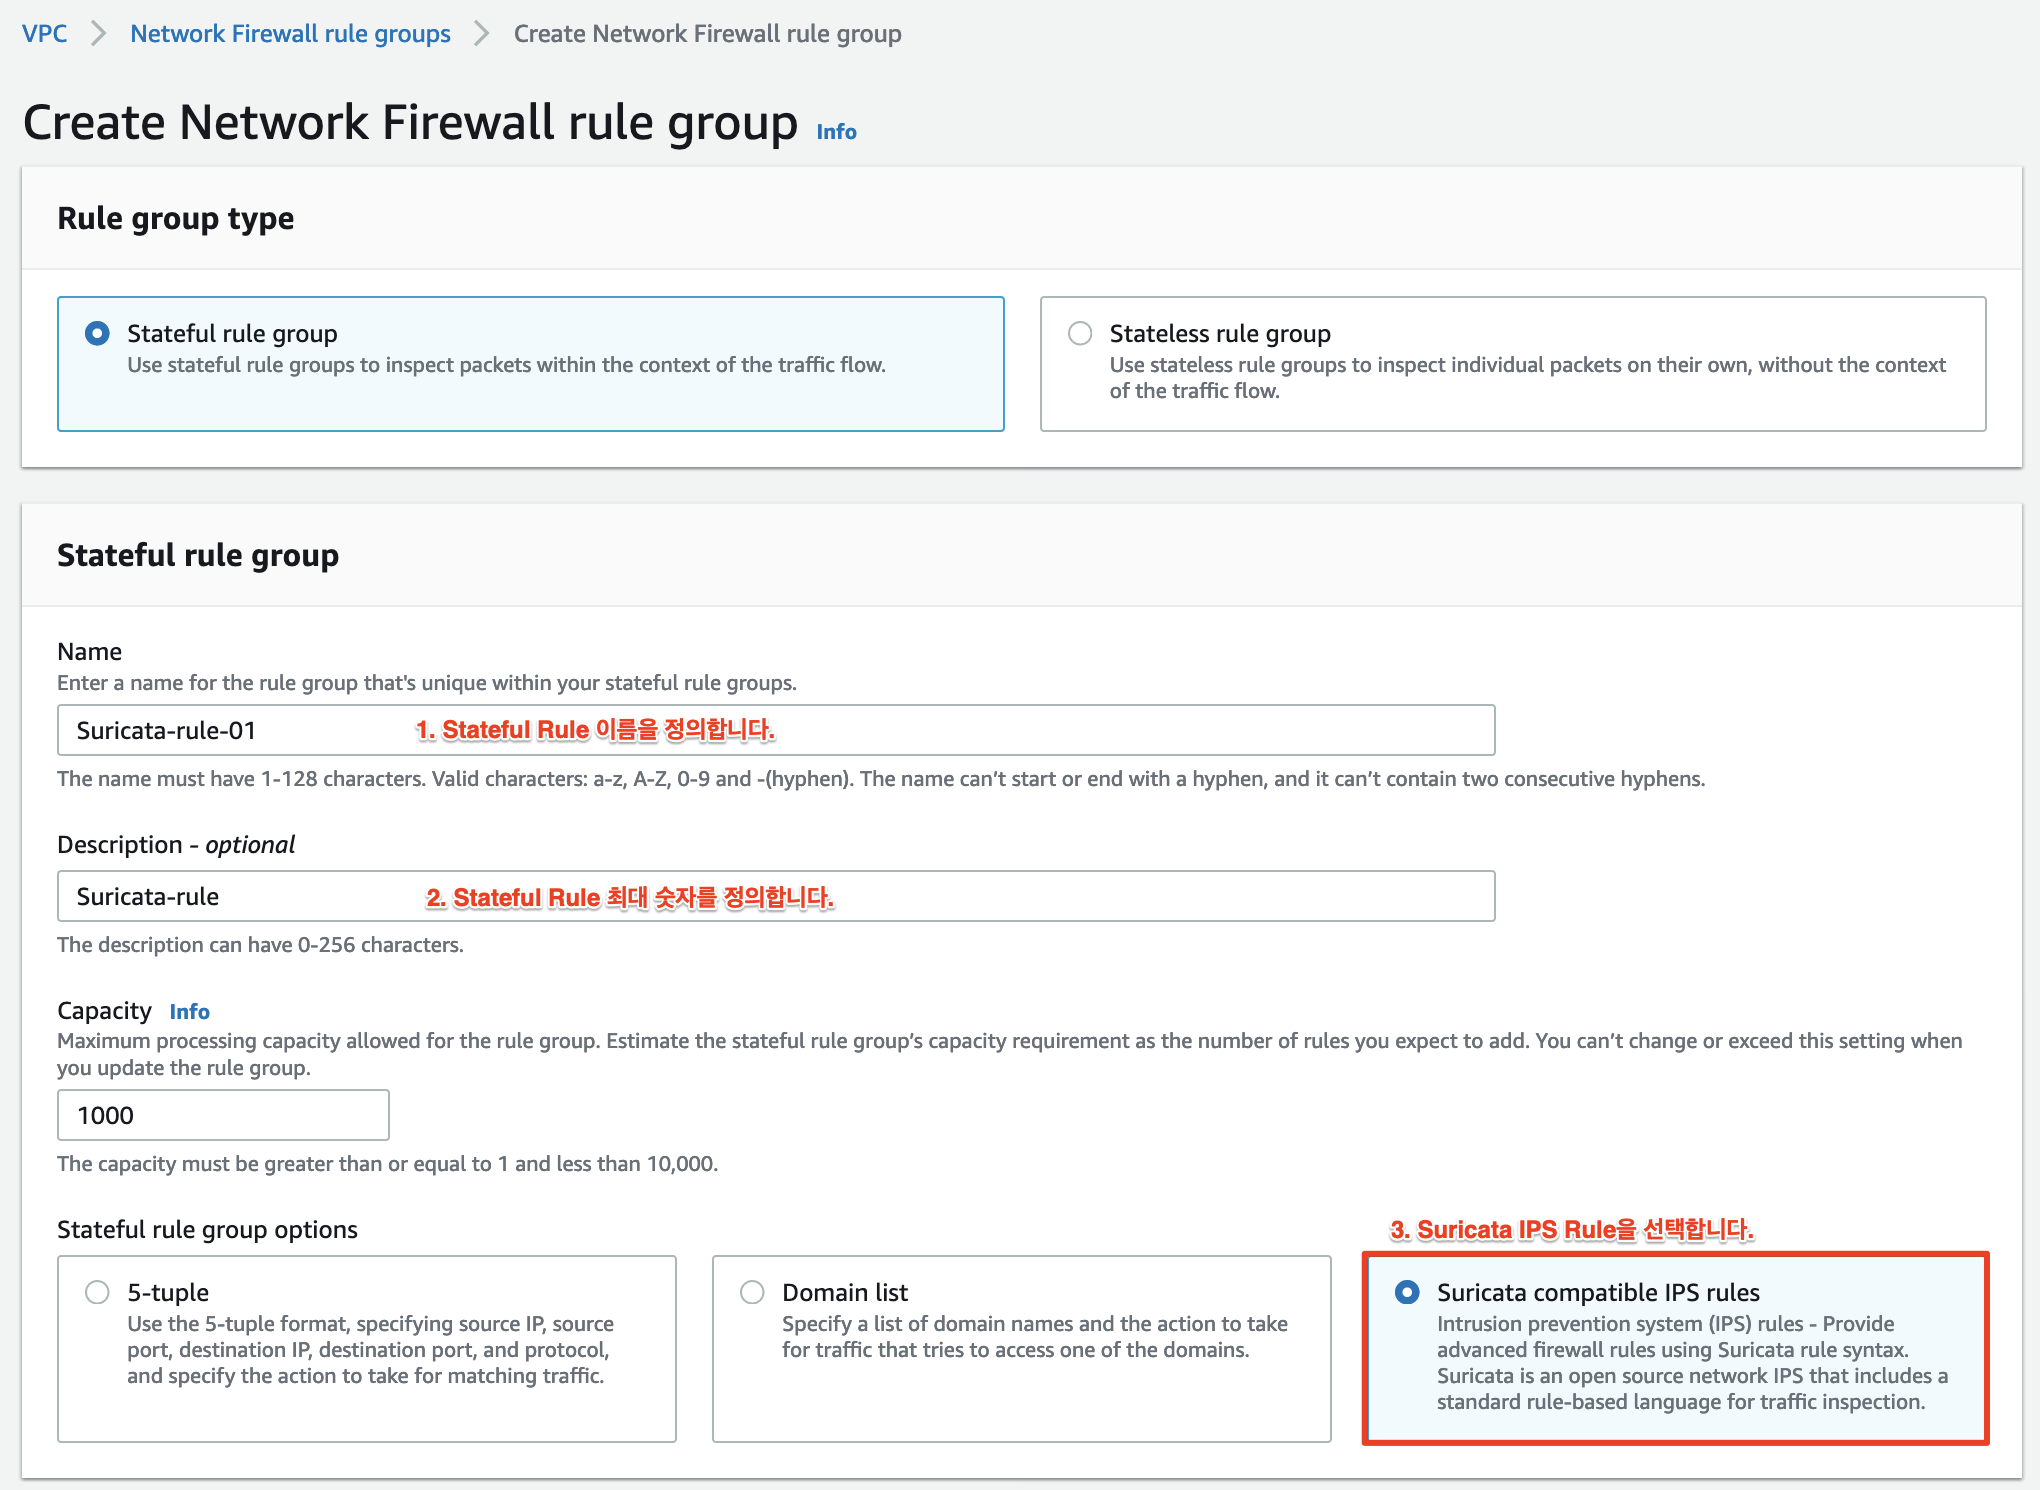 VPC > Network Firewall rule groups > Create Network Firewall rule group
Create Network Firewall rule group Info
Rule group type
Stateful rule group
Use stateful rule groups to inspect packets within the context of the traffic flow.
Stateless rule group
Use stateless rule groups to inspect individual packets on their own, without the context
of the traffic flow.
Stateful rule group
Name
Enter a name for the rule group that's unique within your stateful rule groups.
Suricata-rule-01 1. Stateful Rule 이름을 정의합니다.
The name must have 1-128 characters. Valid characters: a-z, A-Z, 0-9 and -(hyphen). The name can’t start or end with a hyphen, and it can’t contain two consecutive hyphens.
Description - optional
Suricata-rule 2. Stateful Rule 최대 숫자를 정의합니다.
The description can have 0-256 characters.
Capacity Info
Maximum processing capacity allowed for the rule group. Estimate the stateful rule group’s capacity requirement as the number of rules you expect to add. You can’t change or exceed this setting when
you update the rule group.
1000
The capacity must be greater than or equal to 1 and less than 10,000.
Stateful rule group options
3. Suricata IPS Rule을 선택합니다.
5-tuple
Use the 5-tuple format, specifying source IP, source
port, destination IP, destination port, and protocol,
and specify the action to take for matching traffic.
Domain list
Specify a list of domain names and the action to take
for traffic that tries to access one of the domains.
Suricata compatible IPS rules
Intrusion prevention system (IPS) rules - Provide
advanced firewall rules using Suricata rule syntax.
Suricata is an open source network IPS that includes a
standard rule-based language for traffic inspection.